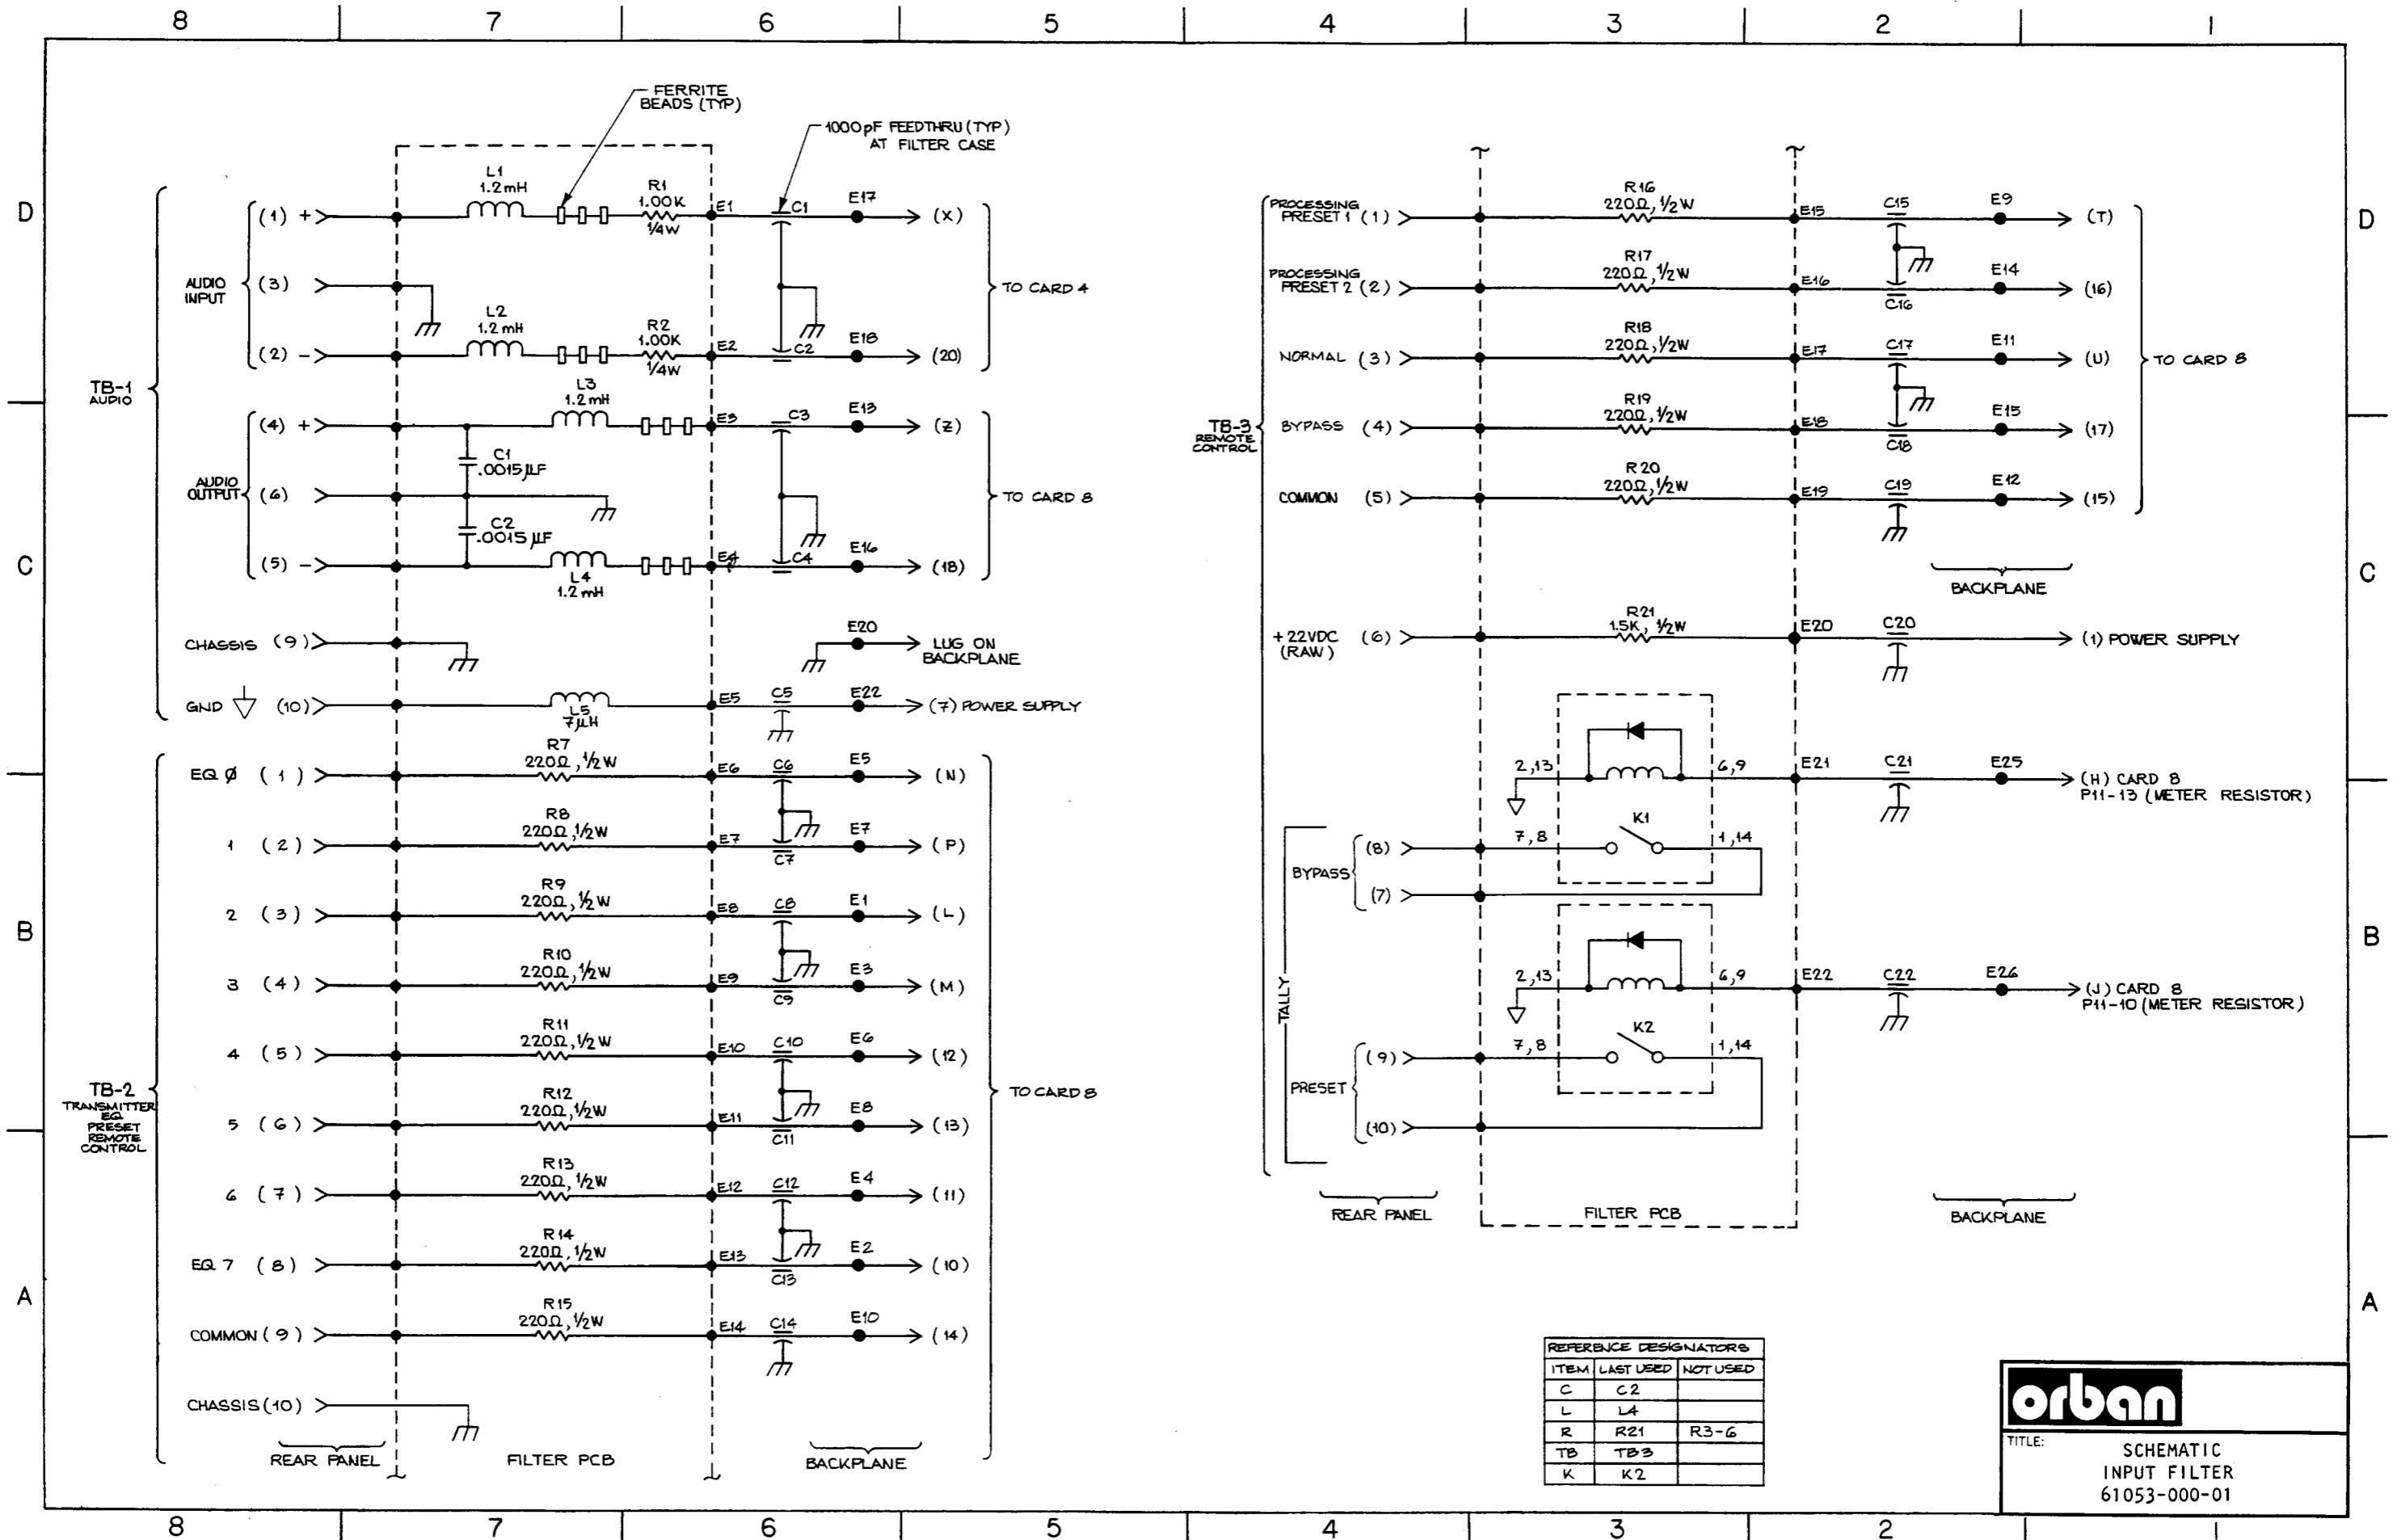 8 7 6 5 4 3 2 1
D
C
B
A
FERRITE
BEADS (TYP)
1000pF FEEDTHRU (TYP)
AT FILTER CASE
TB-1
AUDIO
AUDIO
INPUT
(1) +
L1
1.2mH
R1
1.00K
1/4W
E1
C1
E17
(X)
(3)
TO CARD 4
(2) -
L2
1.2mH
R2
1.00K
1/4W
E2
C2
E18
(20)
AUDIO
OUTPUT
(4) +
L3
1.2mH
E3
C3
E13
(Z)
C1
.0015µF
(6)
TO CARD 8
C2
.0015µF
(5) -
L4
1.2mH
E4
C4
E16
(18)
CHASSIS (9)
E20
LUG ON
BACKPLANE
GND (10)
L5
7µH
E5
C5
E22
(7) POWER SUPPLY
TB-2
TRANSMITTER
EQ
PRESET
REMOTE
CONTROL
EQ Ø (1)
R7
220Ω, 1/2W
E6
C6
E5
(N)
1 (2)
R8
220Ω, 1/2W
E7
C7
E7
(P)
2 (3)
R9
220Ω, 1/2W
E8
C8
E1
(L)
3 (4)
R10
220Ω, 1/2W
E9
C9
E3
(M)
4 (5)
R11
220Ω, 1/2W
E10
C10
E6
(12)
TO CARD 8
5 (6)
R12
220Ω, 1/2W
E11
C11
E8
(13)
6 (7)
R13
220Ω, 1/2W
E12
C12
E4
(11)
EQ 7 (8)
R14
220Ω, 1/2W
E13
C13
E2
(10)
COMMON (9)
R15
220Ω, 1/2W
E14
C14
E10
(14)
CHASSIS (10)
REAR PANEL
FILTER PCB
BACKPLANE
TB-3
REMOTE
CONTROL
PROCESSING
PRESET 1 (1)
R16
220Ω, 1/2W
E15
C15
E9
(T)
PROCESSING
PRESET 2 (2)
R17
220Ω, 1/2W
E16
C16
E14
(16)
NORMAL (3)
R18
220Ω, 1/2W
E17
C17
E11
(U)
TO CARD 8
BYPASS (4)
R19
220Ω, 1/2W
E18
C18
E15
(17)
COMMON (5)
R20
220Ω, 1/2W
E19
C19
E12
(15)
BACKPLANE
+22VDC (6)
(RAW)
R21
1.5K, 1/2W
E20
C20
(1) POWER SUPPLY
2,13
6,9
E21
C21
E25
(H) CARD 8
P11-13 (METER RESISTOR)
TALLY
BYPASS
(8)
7,8
K1
1,14
(7)
2,13
6,9
E22
C22
E26
(J) CARD 8
P11-10 (METER RESISTOR)
PRESET
(9)
7,8
K2
1,14
(10)
REAR PANEL
FILTER PCB
BACKPLANE
REFERENCE DESIGNATORS
ITEM LAST USED NOT USED
C C2
L L4
R R21 R3-6
TB TB3
K K2
orban
TITLE:
SCHEMATIC
INPUT FILTER
61053-000-01
D
C
B
A
8 7 6 5 4 3 2 1